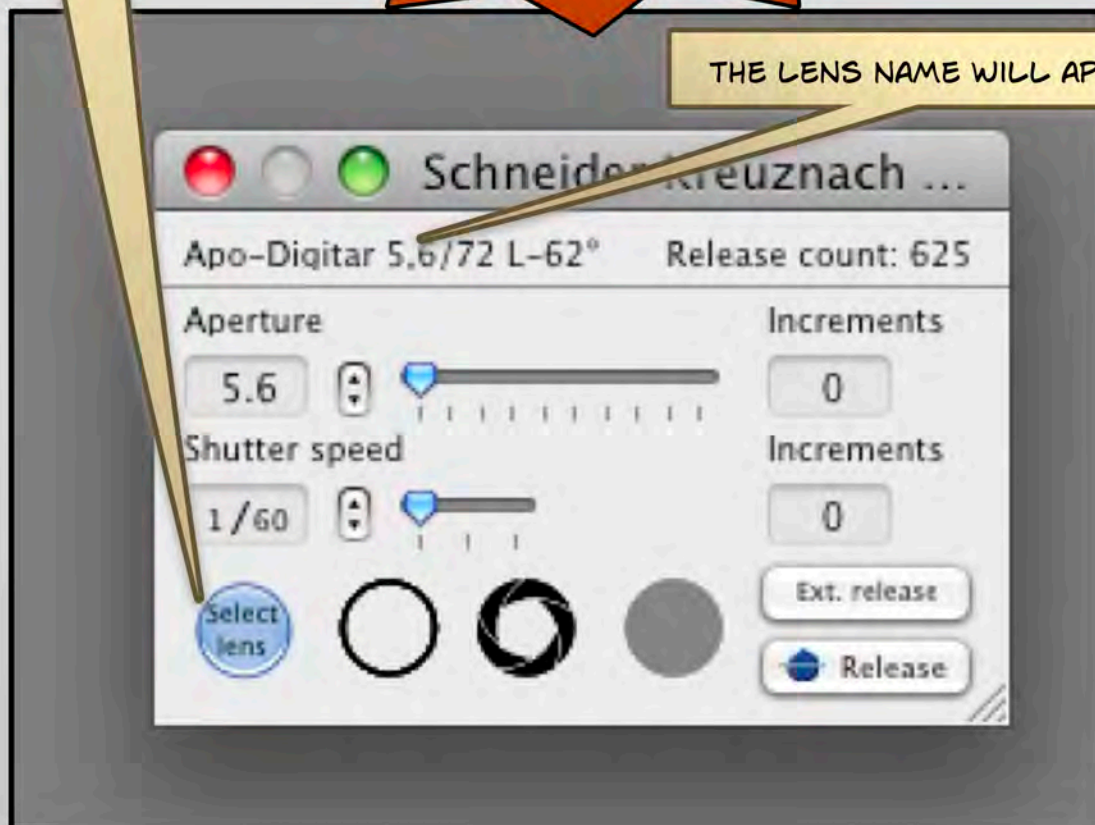 THE LENS NAME WILL AP
Schneider Kreuznach ...
Apo-Digitar 5,6/72 L-62° Release count: 625
Aperture Increments
5.6 0
Shutter speed Increments
1/60 0
Select
lens
Ext. release
Release